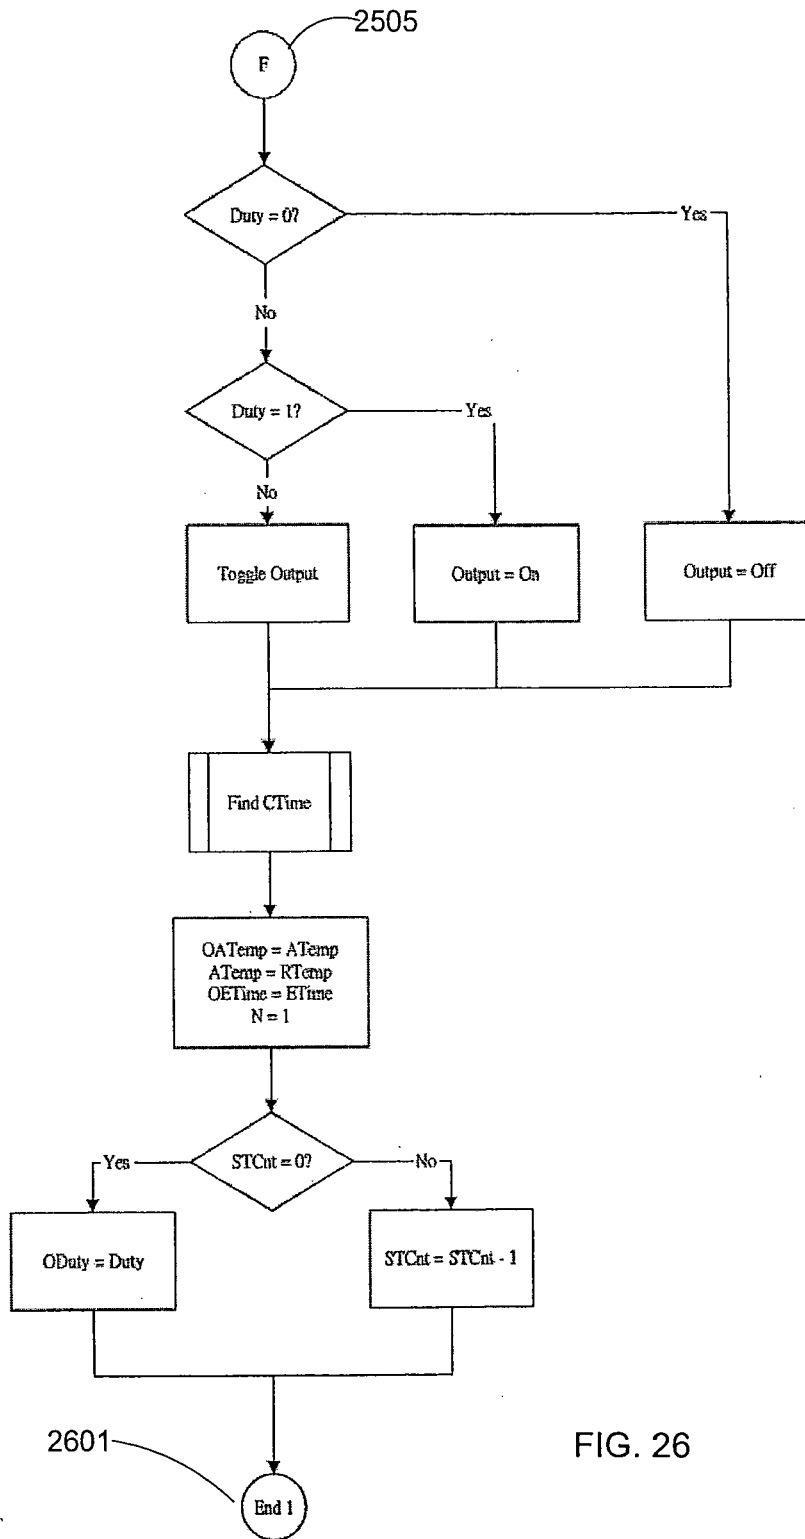 2505
F
Duty = 0?
Yes
No
Duty = 1?
Yes
No
Toggle Output
Output = On
Output = Off
Find CTime
OATemp = ATemp
ATemp = RTemp
OETime = ETime
N = 1
STCnt = 0?
Yes
No
ODuty = Duty
STCnt = STCnt - 1
2601
End 1
FIG. 26